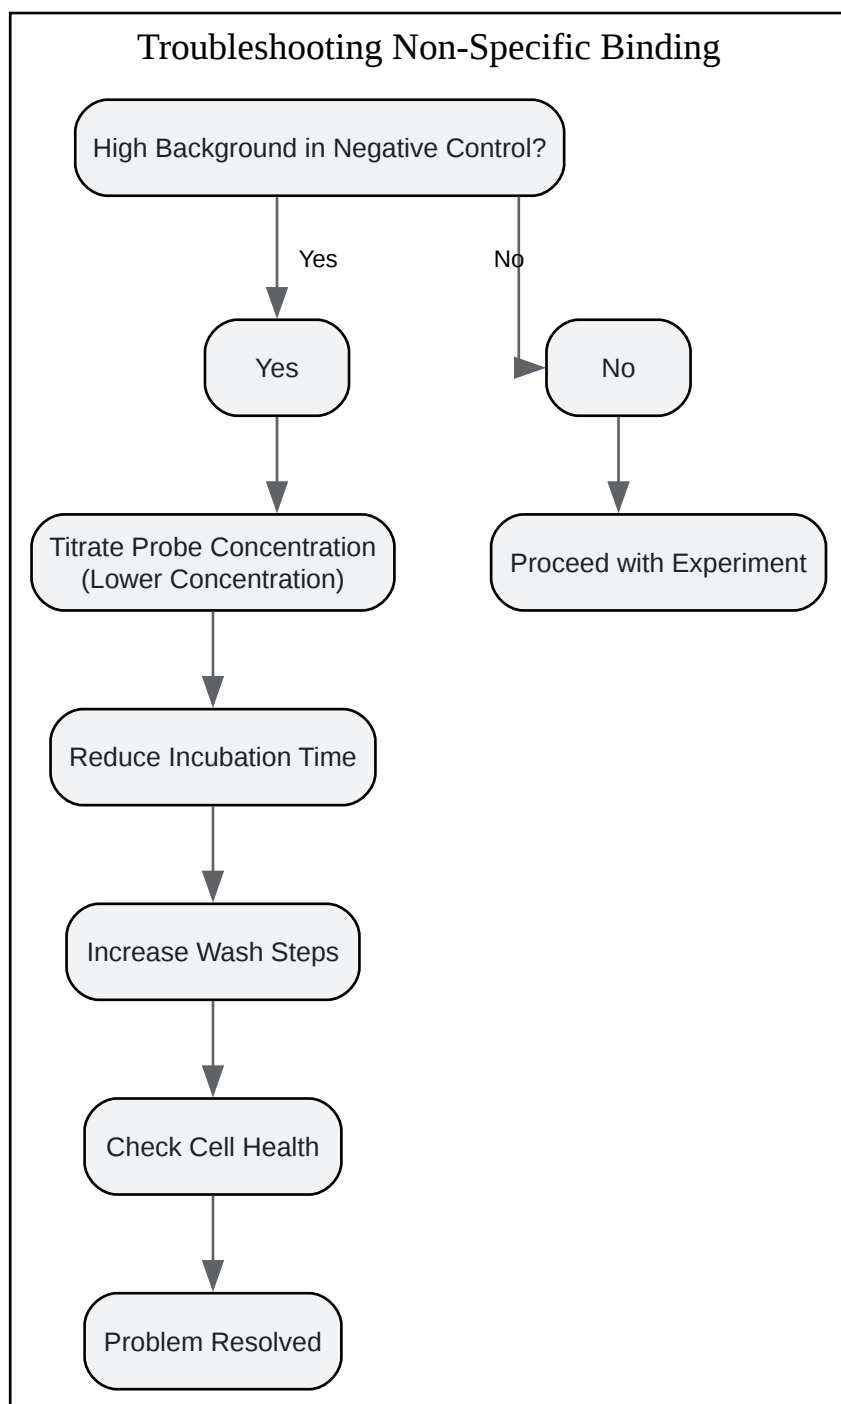 Troubleshooting Non-Specific Binding
High Background in Negative Control?
Yes
No
Yes
No
Titrate Probe Concentration
(Lower Concentration)
Proceed with Experiment
Reduce Incubation Time
Increase Wash Steps
Check Cell Health
Problem Resolved